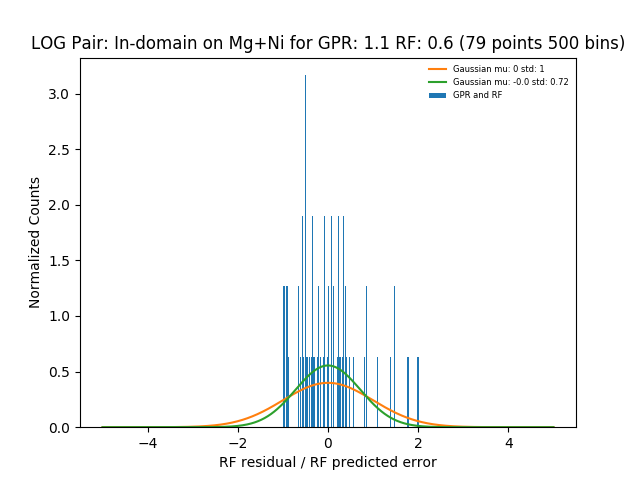 LOG Pair: In-domain on Mg+Ni for GPR: 1.1 RF: 0.6 (79 points 500 bins)
Gaussian mu: 0 std: 1
Gaussian mu: -0.0 std: 0.72
GPR and RF
Normalized Counts
3.0
2.5
2.0
1.5
1.0
0.5
0.0
−4 −2 0 2 4
RF residual / RF predicted error